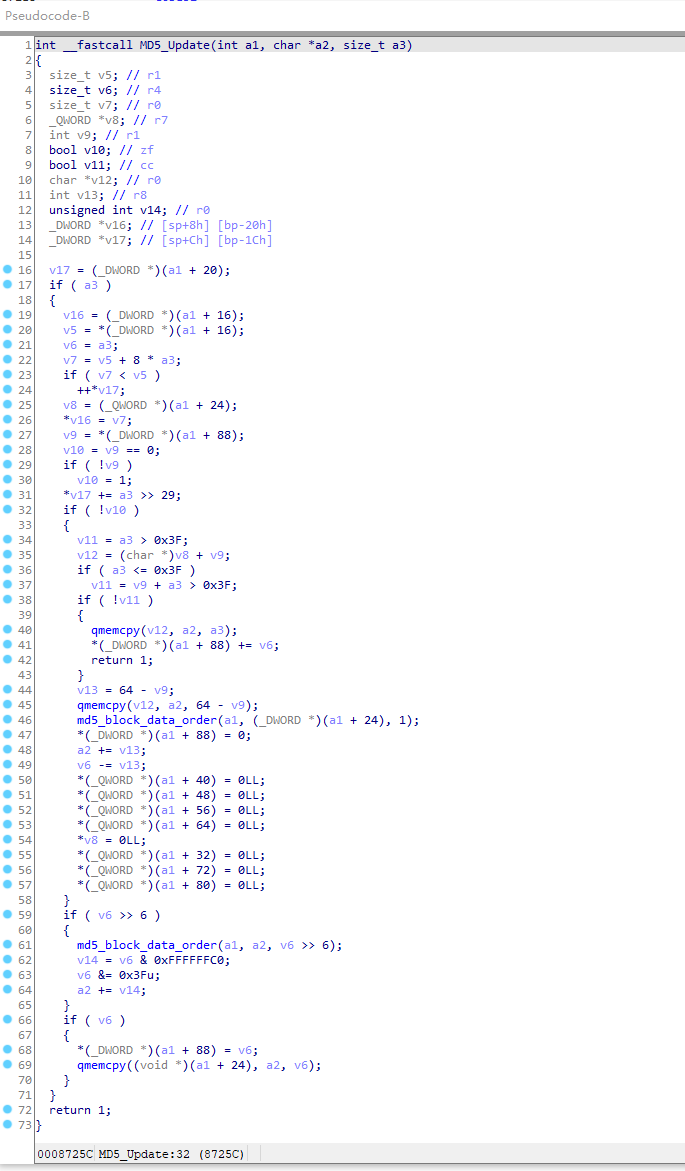 Pseudocode-B
1 int __fastcall MD5_Update(int a1, char *a2, size_t a3)
2 {
3   size_t v5; // r1
4   size_t v6; // r4
5   size_t v7; // r0
6   _QWORD *v8; // r7
7   int v9; // r1
8   bool v10; // zf
9   bool v11; // cc
10   char *v12; // r0
11   int v13; // r8
12   unsigned int v14; // r0
13   _DWORD *v16; // [sp+8h] [bp-20h]
14   _DWORD *v17; // [sp+Ch] [bp-1Ch]
15
16   v17 = (_DWORD *)(a1 + 20);
17   if ( a3 )
18   {
19     v16 = (_DWORD *)(a1 + 16);
20     v5 = *(_DWORD *)(a1 + 16);
21     v6 = a3;
22     v7 = v5 + 8 * a3;
23     if ( v7 < v5 )
24       ++*v17;
25     v8 = (_QWORD *)(a1 + 24);
26     *v16 = v7;
27     v9 = *(_DWORD *)(a1 + 88);
28     v10 = v9 == 0;
29     if ( !v9 )
30       v10 = 1;
31     *v17 += a3 >> 29;
32     if ( !v10 )
33     {
34       v11 = a3 > 0x3F;
35       v12 = (char *)v8 + v9;
36       if ( a3 <= 0x3F )
37         v11 = v9 + a3 > 0x3F;
38       if ( !v11 )
39       {
40         qmemcpy(v12, a2, a3);
41         *(_DWORD *)(a1 + 88) += v6;
42         return 1;
43       }
44       v13 = 64 - v9;
45       qmemcpy(v12, a2, 64 - v9);
46       md5_block_data_order(a1, (_DWORD *)(a1 + 24), 1);
47       *(_DWORD *)(a1 + 88) = 0;
48       a2 += v13;
49       v6 -= v13;
50       *(_QWORD *)(a1 + 40) = 0LL;
51       *(_QWORD *)(a1 + 48) = 0LL;
52       *(_QWORD *)(a1 + 56) = 0LL;
53       *(_QWORD *)(a1 + 64) = 0LL;
54       *v8 = 0LL;
55       *(_QWORD *)(a1 + 32) = 0LL;
56       *(_QWORD *)(a1 + 72) = 0LL;
57       *(_QWORD *)(a1 + 80) = 0LL;
58     }
59     if ( v6 >> 6 )
60     {
61       md5_block_data_order(a1, a2, v6 >> 6);
62       v14 = v6 & 0xFFFFFFC0;
63       v6 &= 0x3Fu;
64       a2 += v14;
65     }
66     if ( v6 )
67     {
68       *(_DWORD *)(a1 + 88) = v6;
69       qmemcpy((void *)(a1 + 24), a2, v6);
70     }
71   }
72   return 1;
73 }
0008725C MD5_Update:32 (8725C)